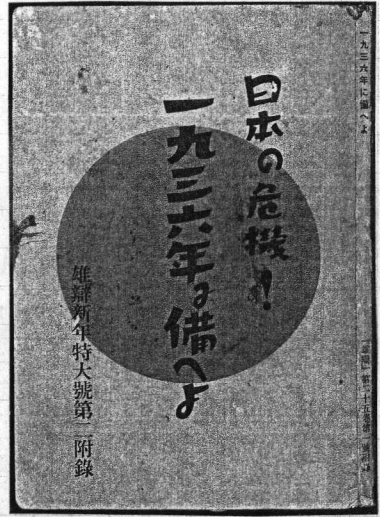 日本の危機！
一九三六年に備へよ
雄辯新年特大號第二附錄
一九三六年に備へよ